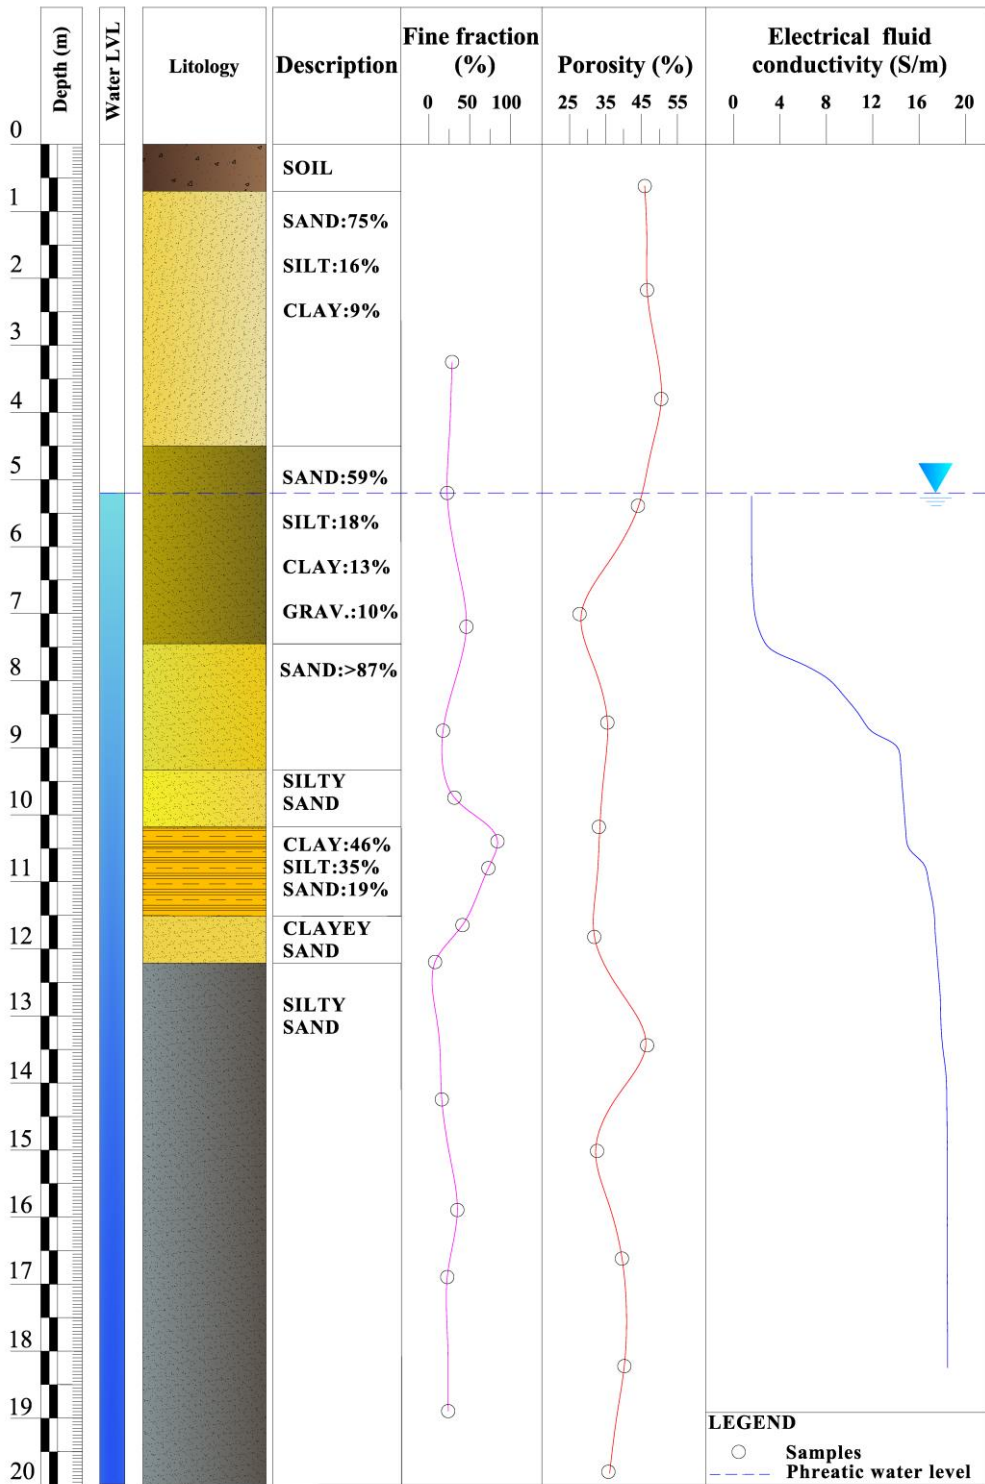 Depth (m)
Water LVL
Litology
Description
Fine fraction
(%)
0 50 100
Porosity (%)
25 35 45 55
Electrical fluid
conductivity (S/m)
0 4 8 12 16 20
0
1
2
3
4
5
6
7
8
9
10
11
12
13
14
15
16
17
18
19
20
SOIL
SAND:75%
SILT:16%
CLAY:9%
SAND:59%
SILT:18%
CLAY:13%
GRAV.:10%
SAND:>87%
SILTY
SAND
CLAY:46%
SILT:35%
SAND:19%
CLAYEY
SAND
SILTY
SAND
LEGEND
Samples
Phreatic water level